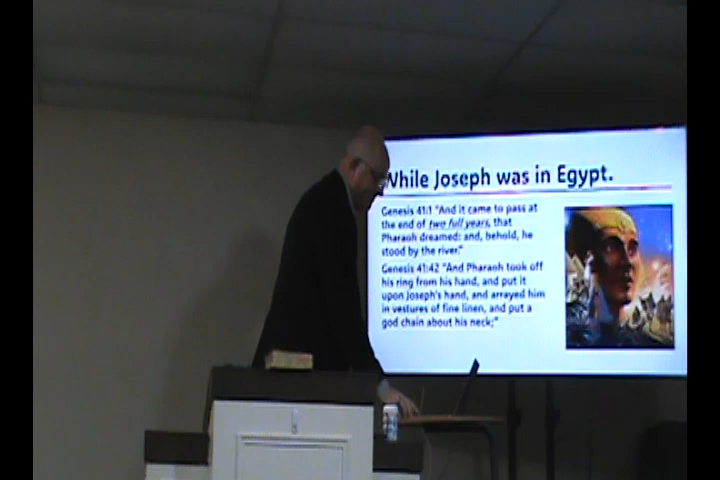 While Joseph was in Egypt.
Genesis 41:1 "And it came to pass at
the end of two full years, that
Pharaoh dreamed: and, behold, he
stood by the river."
Genesis 41:42 "And Pharaoh took off
his ring from his hand, and put it
upon Joseph's hand, and arrayed him
in vestures of fine linen, and put a
god chain about his neck;"